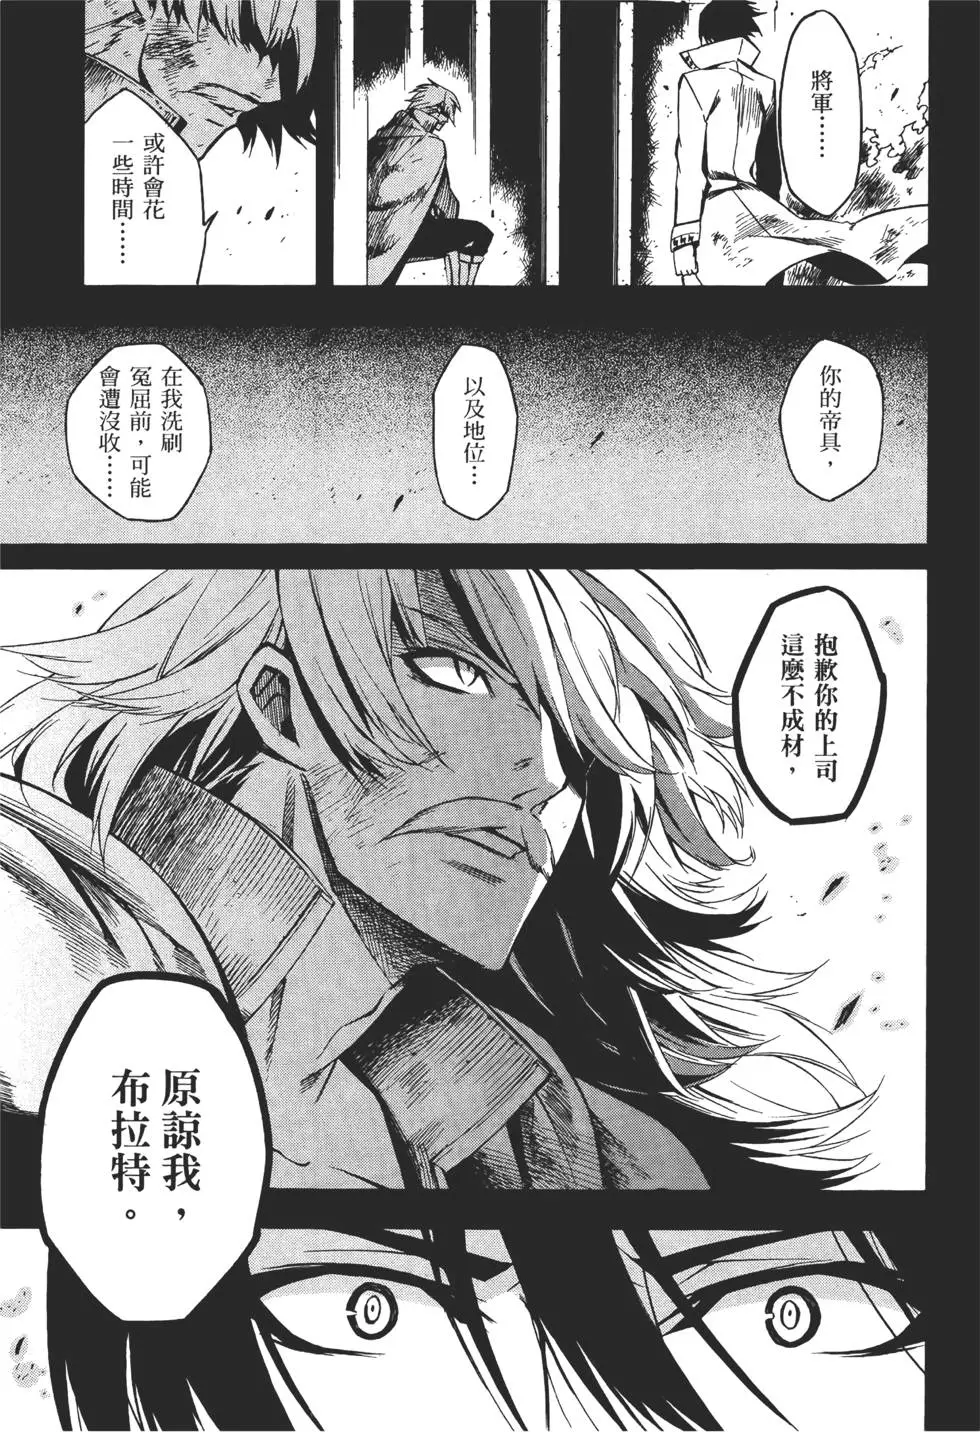 將軍……
或許會花
一些時間……
你的帝具，
以及地位…
在我洗刷
冤屈前，可能
會遭沒收……
抱歉你的上司
這麼不成材，
原諒我，
布拉特。